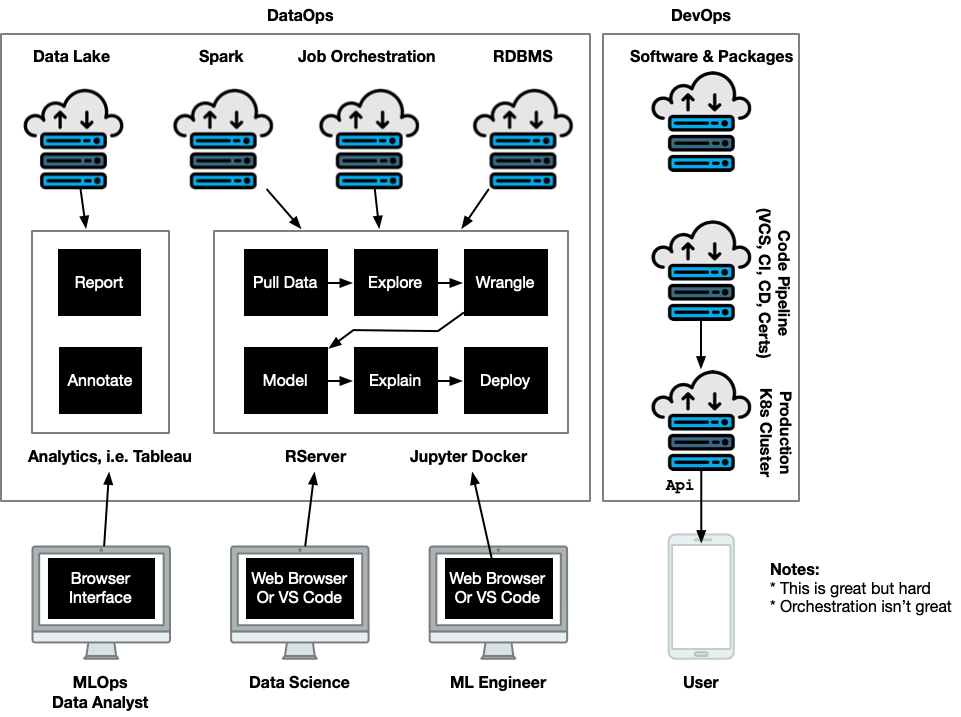 DataOps
DevOps
Data Lake
Spark
Job Orchestration
RDBMS
Software & Packages
Code Pipeline
(VCS, CI, CD, Certs)
Report
Pull Data
Explore
Wrangle
Annotate
Model
Explain
Deploy
Production
K8s Cluster
Analytics, i.e. Tableau
RServer
Jupyter Docker
Api
Browser
Interface
Web Browser
Or VS Code
Web Browser
Or VS Code
Notes:
* This is great but hard
* Orchestration isn’t great
MLOps
Data Analyst
Data Science
ML Engineer
User